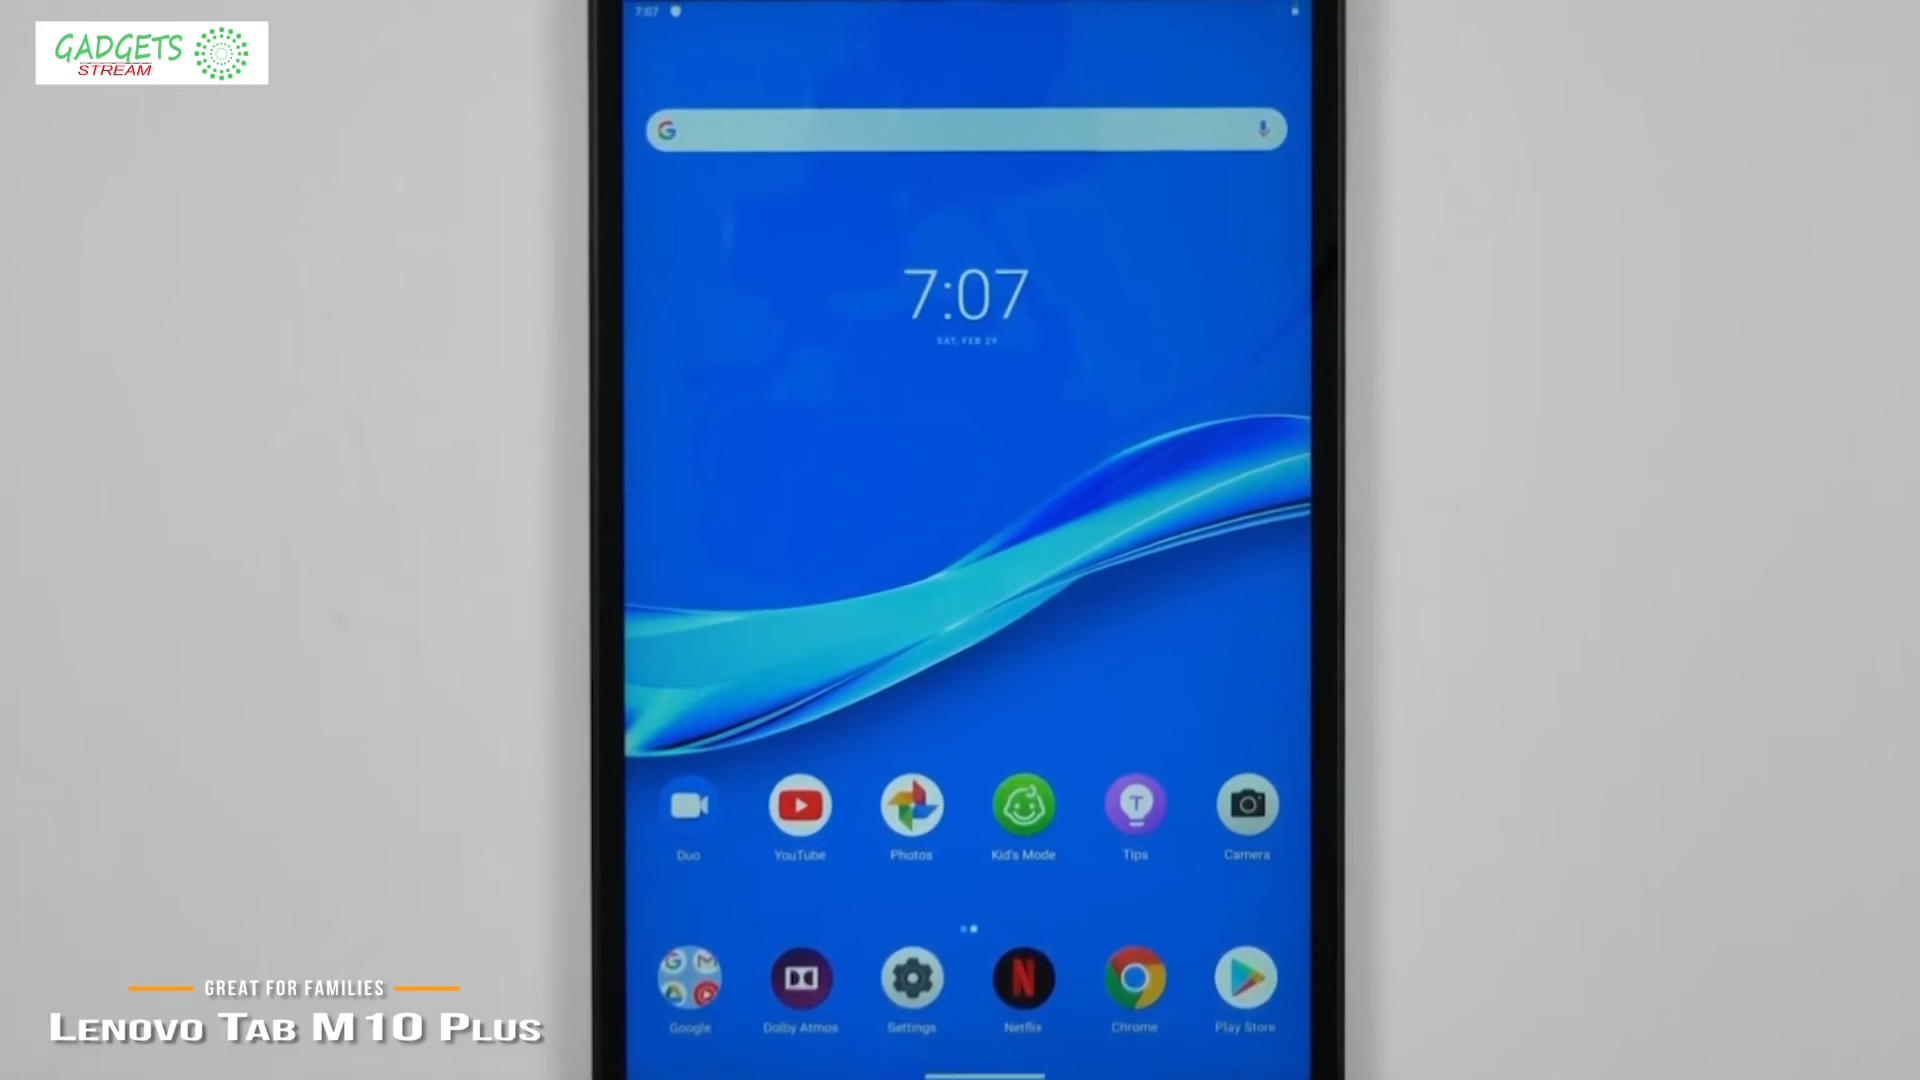 GADGETS
STREAM
7:07
7:07
SAT, FEB 29
Duo
YouTube
Photos
Kid's Mode
T
Tips
Camera
Google
Dolby Atmos
Settings
N
Netflix
Chrome
Play Store
GREAT FOR FAMILIES
LENOVO TAB M10 PLUS